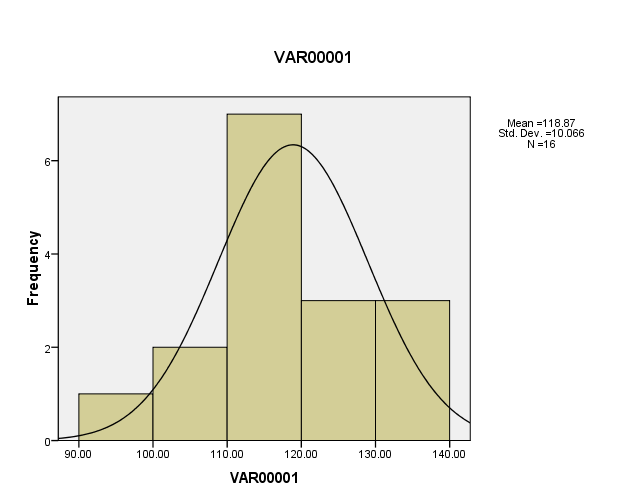 VAR00001
Mean =118.87
Std. Dev. =10.066
N =16
Frequency
6
4
2
0
90.00 100.00 110.00 120.00 130.00 140.00
VAR00001